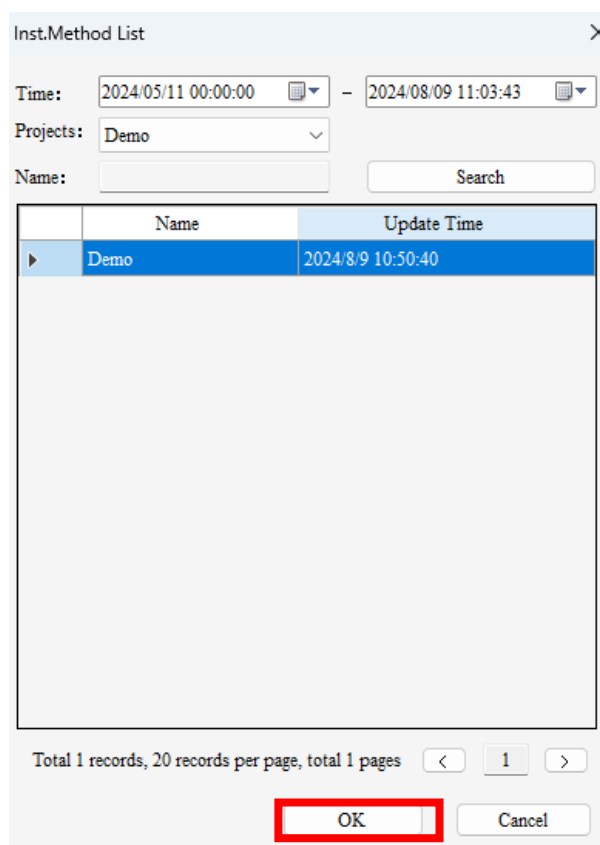 Inst.Method List
Time: 2024/05/11 00:00:00 – 2024/08/09 11:03:43
Projects: Demo
Name: Search
Name Update Time
Demo 2024/8/9 10:50:40
Total 1 records, 20 records per page, total 1 pages < 1 >
OK Cancel